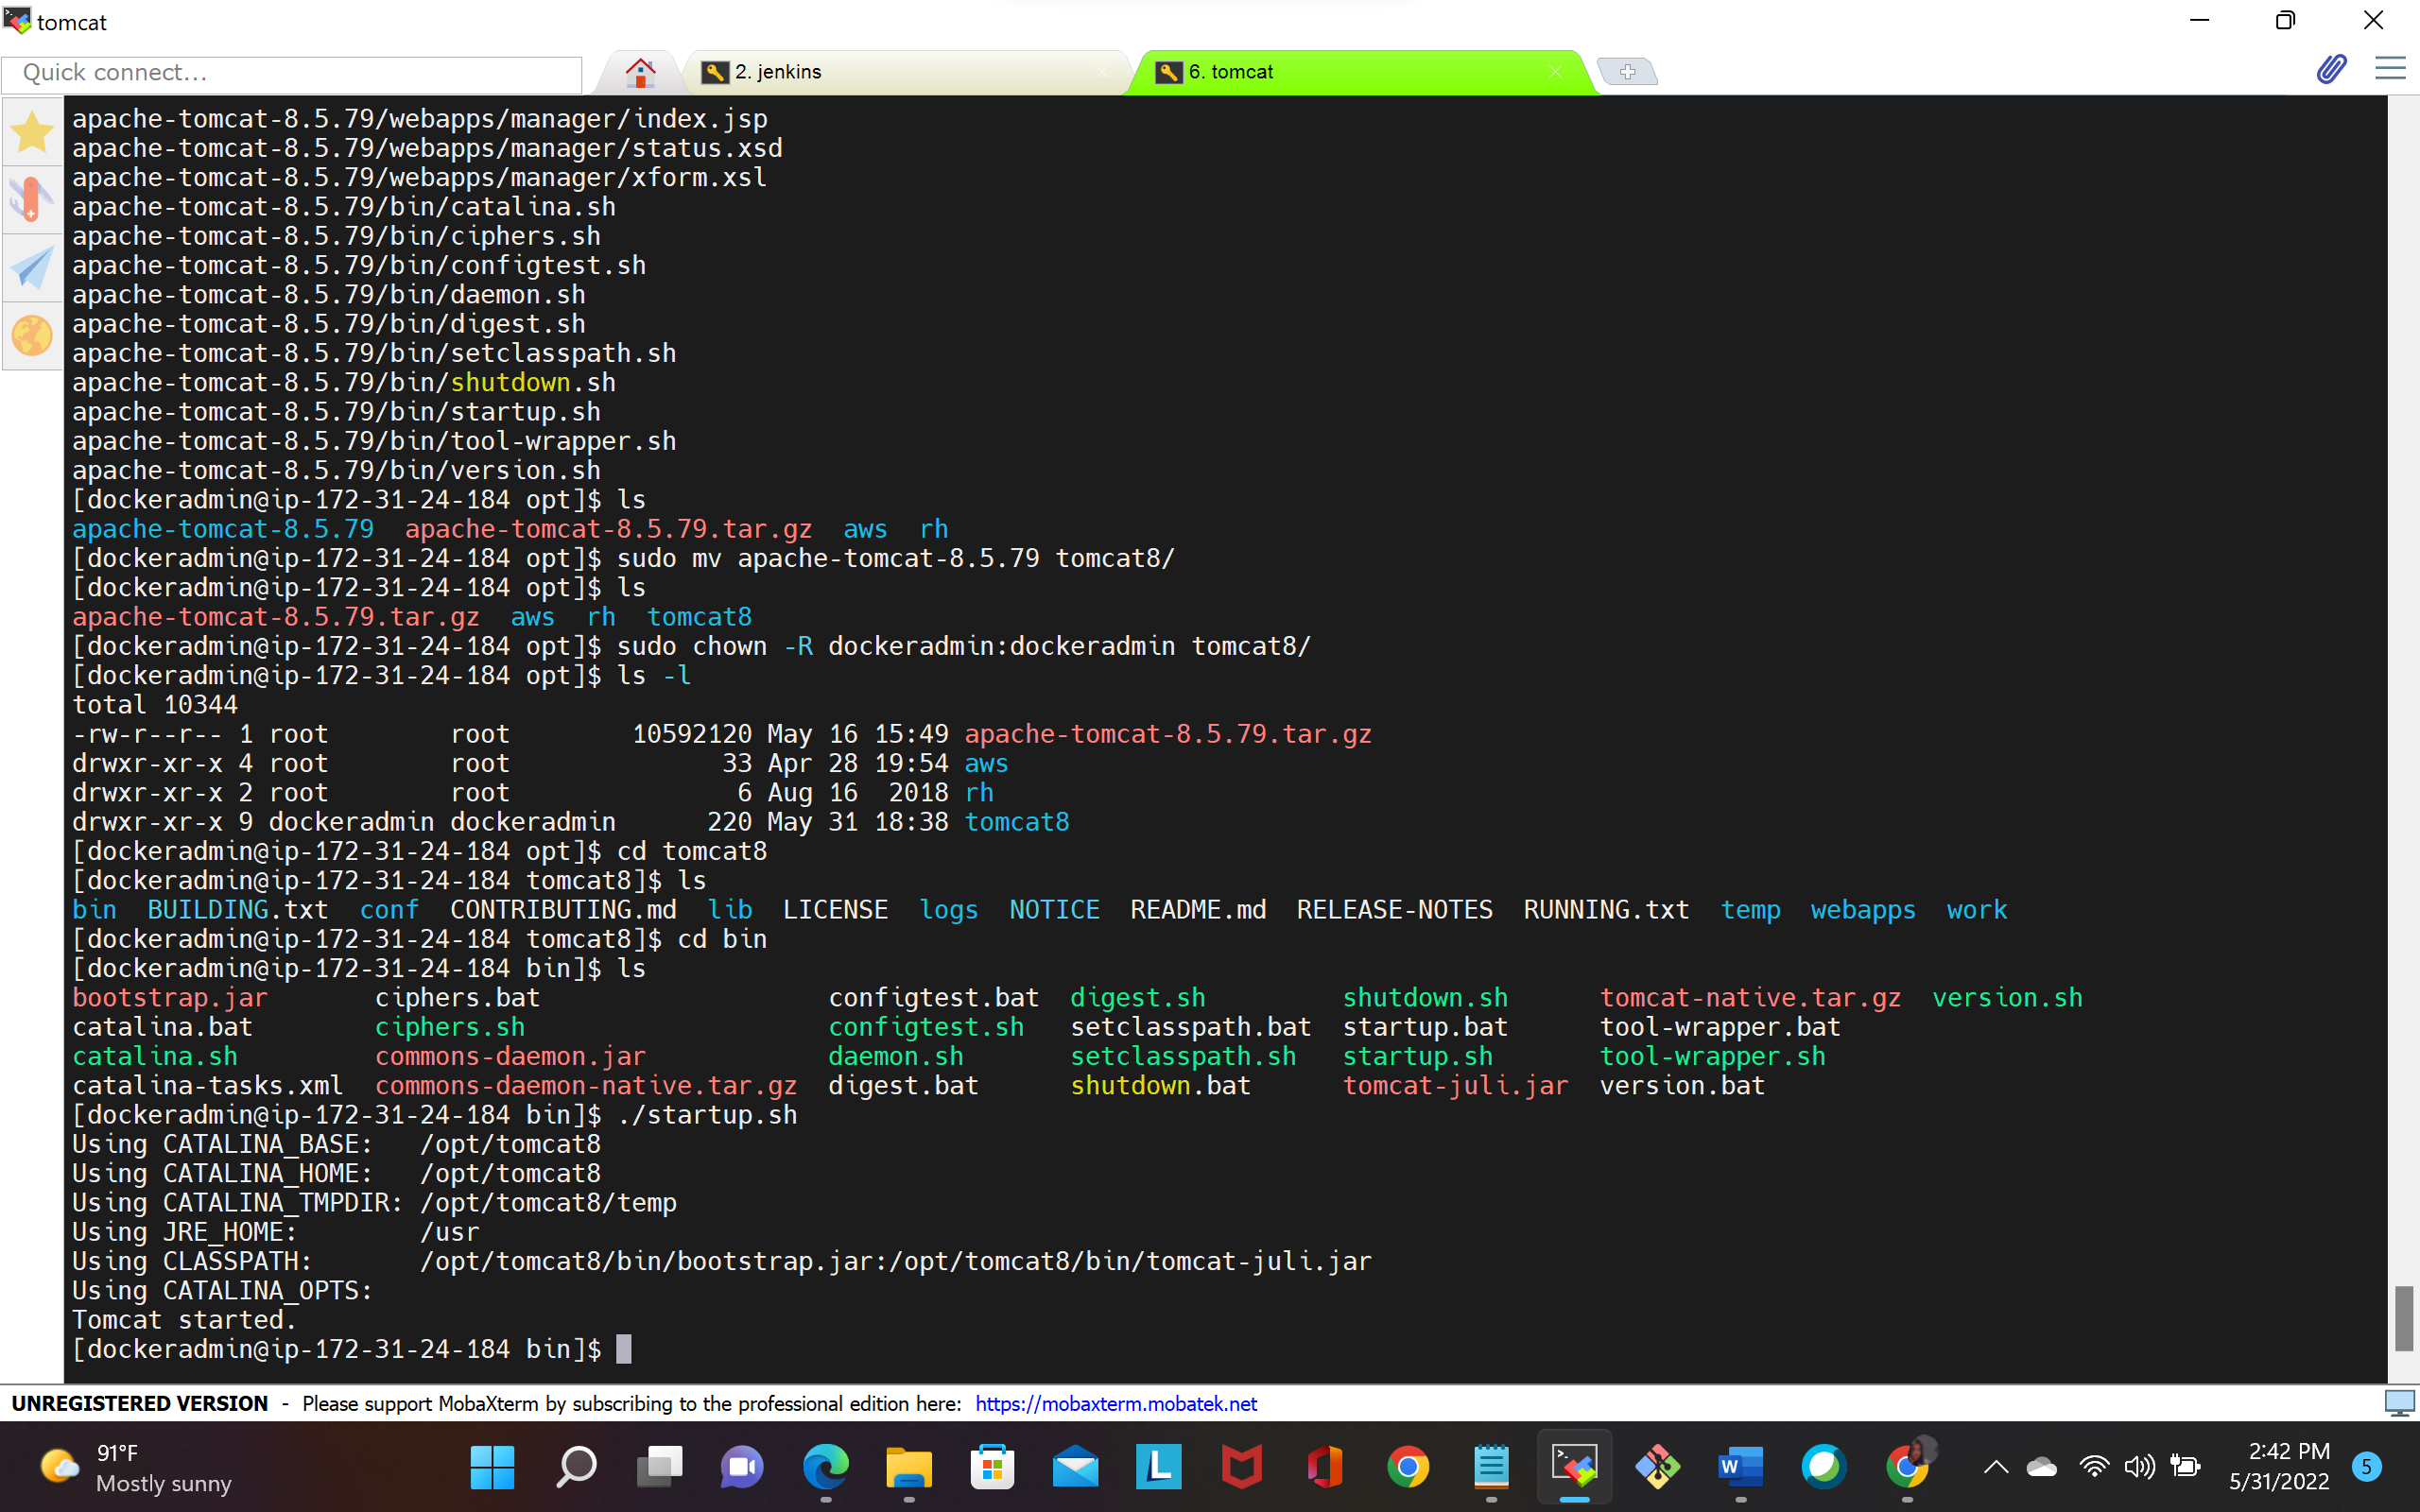 tomcat
Quick connect...
2. jenkins
6. tomcat
apache-tomcat-8.5.79/webapps/manager/index.jsp
apache-tomcat-8.5.79/webapps/manager/status.xsd
apache-tomcat-8.5.79/webapps/manager/xform.xsl
apache-tomcat-8.5.79/bin/catalina.sh
apache-tomcat-8.5.79/bin/ciphers.sh
apache-tomcat-8.5.79/bin/configtest.sh
apache-tomcat-8.5.79/bin/daemon.sh
apache-tomcat-8.5.79/bin/digest.sh
apache-tomcat-8.5.79/bin/setclasspath.sh
apache-tomcat-8.5.79/bin/shutdown.sh
apache-tomcat-8.5.79/bin/startup.sh
apache-tomcat-8.5.79/bin/tool-wrapper.sh
apache-tomcat-8.5.79/bin/version.sh
[dockeradmin@ip-172-31-24-184 opt]$ ls
apache-tomcat-8.5.79  apache-tomcat-8.5.79.tar.gz  aws  rh
[dockeradmin@ip-172-31-24-184 opt]$ sudo mv apache-tomcat-8.5.79 tomcat8/
[dockeradmin@ip-172-31-24-184 opt]$ ls
apache-tomcat-8.5.79.tar.gz  aws  rh  tomcat8
[dockeradmin@ip-172-31-24-184 opt]$ sudo chown -R dockeradmin:dockeradmin tomcat8/
[dockeradmin@ip-172-31-24-184 opt]$ ls -l
total 10344
-rw-r--r-- 1 root        root        10592120 May 16 15:49 apache-tomcat-8.5.79.tar.gz
drwxr-xr-x 4 root        root              33 Apr 28 19:54 aws
drwxr-xr-x 2 root        root               6 Aug 16  2018 rh
drwxr-xr-x 9 dockeradmin dockeradmin      220 May 31 18:38 tomcat8
[dockeradmin@ip-172-31-24-184 opt]$ cd tomcat8
[dockeradmin@ip-172-31-24-184 tomcat8]$ ls
bin  BUILDING.txt  conf  CONTRIBUTING.md  lib  LICENSE  logs  NOTICE  README.md  RELEASE-NOTES  RUNNING.txt  temp  webapps  work
[dockeradmin@ip-172-31-24-184 tomcat8]$ cd bin
[dockeradmin@ip-172-31-24-184 bin]$ ls
bootstrap.jar       ciphers.bat                   configtest.bat  digest.sh         shutdown.sh      tomcat-native.tar.gz  version.sh
catalina.bat        ciphers.sh                    configtest.sh   setclasspath.bat  startup.bat      tool-wrapper.bat
catalina.sh         commons-daemon.jar            daemon.sh       setclasspath.sh   startup.sh       tool-wrapper.sh
catalina-tasks.xml  commons-daemon-native.tar.gz  digest.bat      shutdown.bat      tomcat-juli.jar  version.bat
[dockeradmin@ip-172-31-24-184 bin]$ ./startup.sh
Using CATALINA_BASE:   /opt/tomcat8
Using CATALINA_HOME:   /opt/tomcat8
Using CATALINA_TMPDIR: /opt/tomcat8/temp
Using JRE_HOME:        /usr
Using CLASSPATH:       /opt/tomcat8/bin/bootstrap.jar:/opt/tomcat8/bin/tomcat-juli.jar
Using CATALINA_OPTS:
Tomcat started.
[dockeradmin@ip-172-31-24-184 bin]$
UNREGISTERED VERSION  -  Please support MobaXterm by subscribing to the professional edition here:  https://mobaxterm.mobatek.net
91°F
Mostly sunny
L
W
2:42 PM
5/31/2022
5